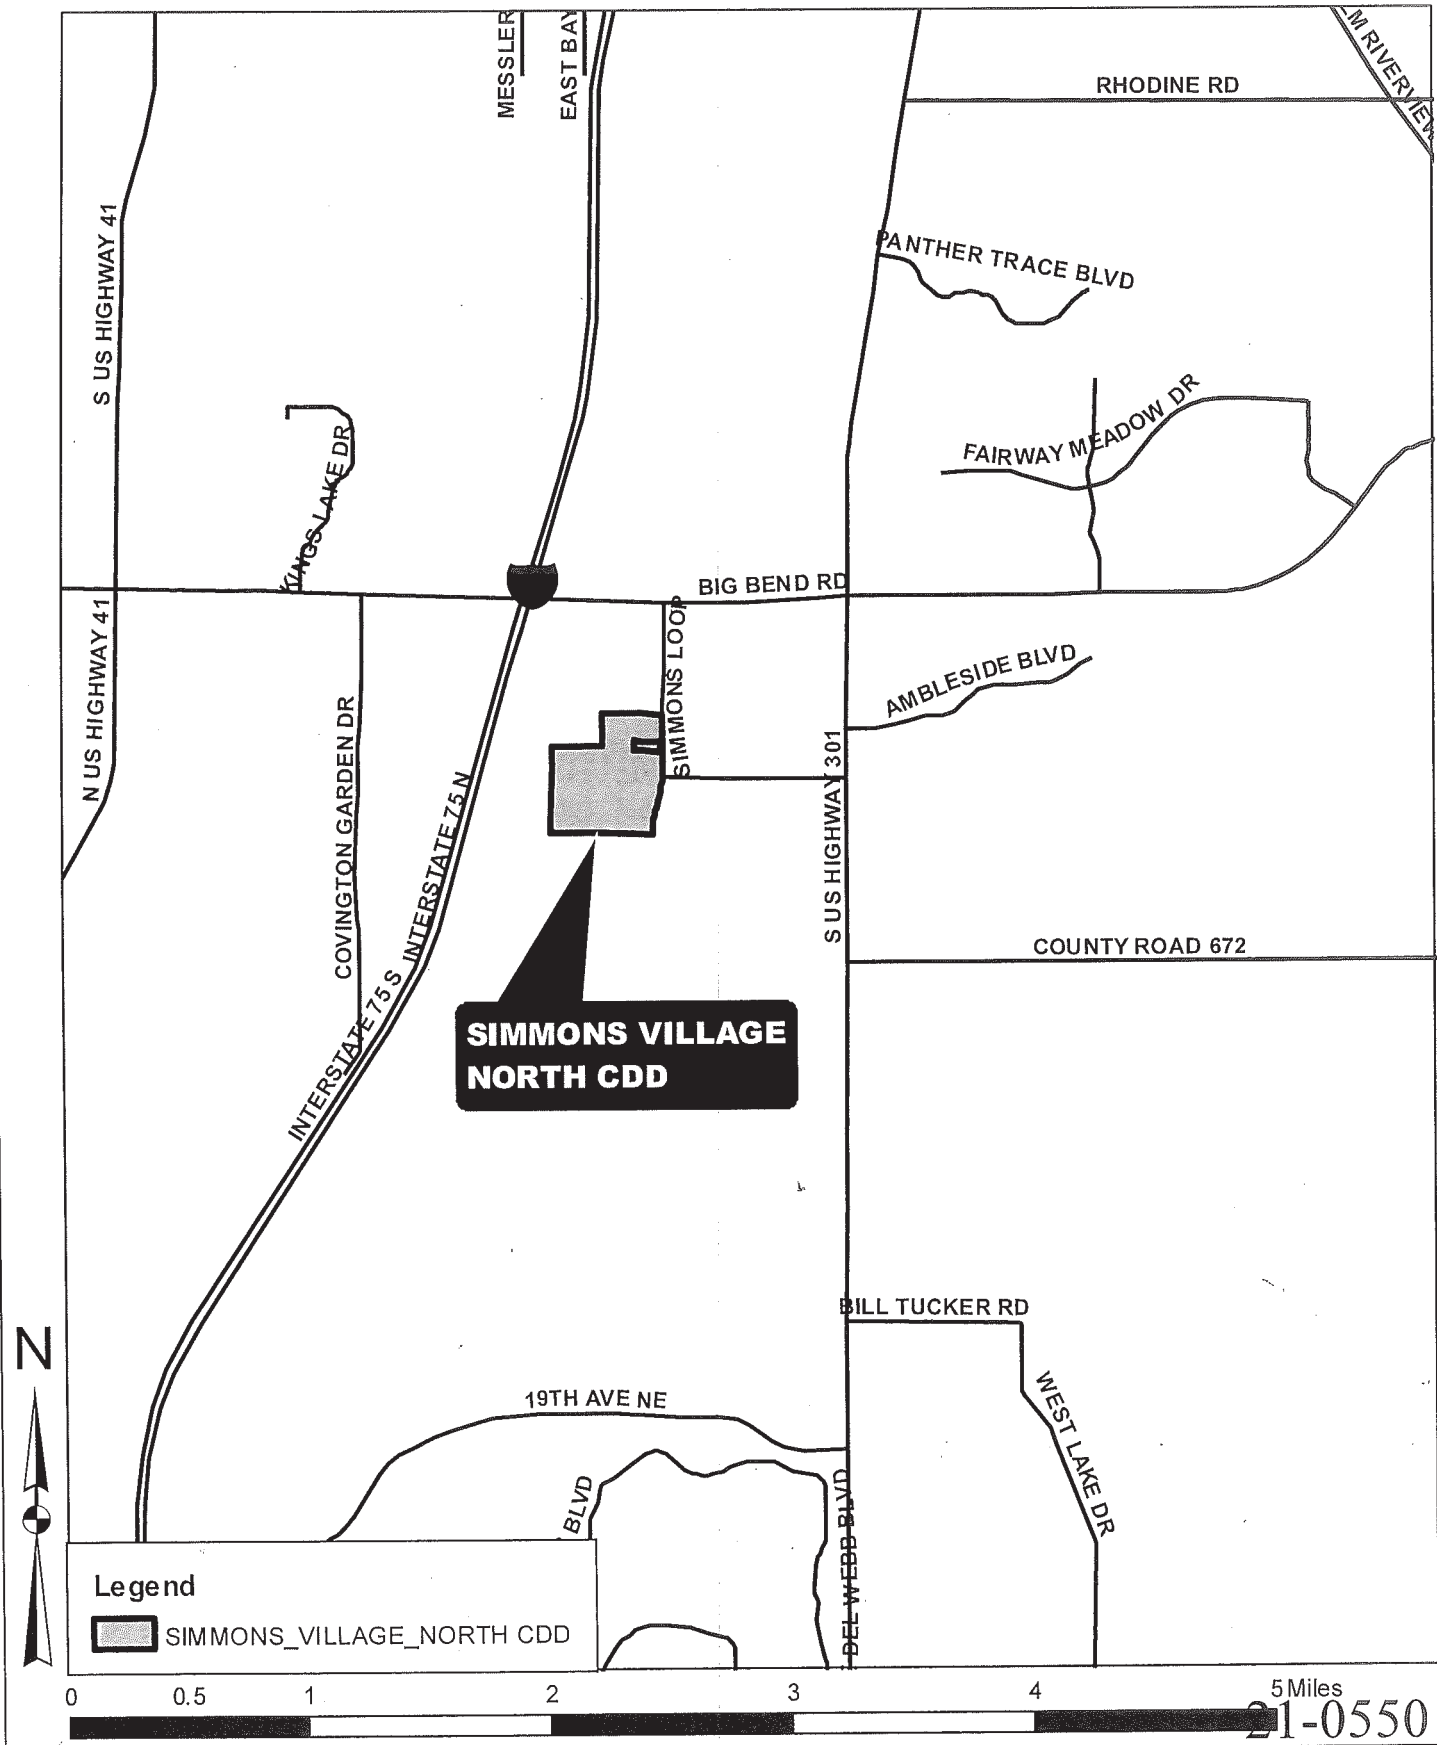 MESSLER
EAST BAY
LM RIVERVIEW
RHODINE RD
S US HIGHWAY 41
PANTHER TRACE BLVD
FAIRWAY MEADOW DR
KINGS LAKE DR
BIG BEND RD
N US HIGHWAY 41
SIMMONS LOOP
AMBLESIDE BLVD
COVINGTON GARDEN DR
INTERSTATE 75 N
S US HIGHWAY 301
COUNTY ROAD 672
INTERSTATE 75 S
SIMMONS VILLAGE
NORTH CDD
BILL TUCKER RD
N
19TH AVE NE
WEST LAKE DR
BLVD
DEL WEBB BLVD
Legend
SIMMONS_VILLAGE_NORTH CDD
0 0.5 1 2 3 4 5 Miles
21-0550